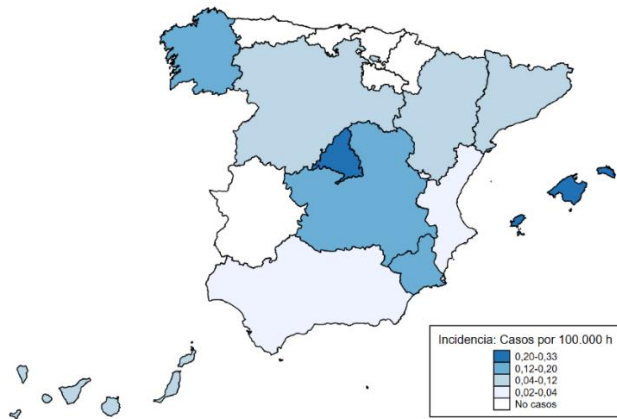 Incidencia: Casos por 100.000 h
0,20-0,33
0,12-0,20
0,04-0,12
0,02-0,04
No casos